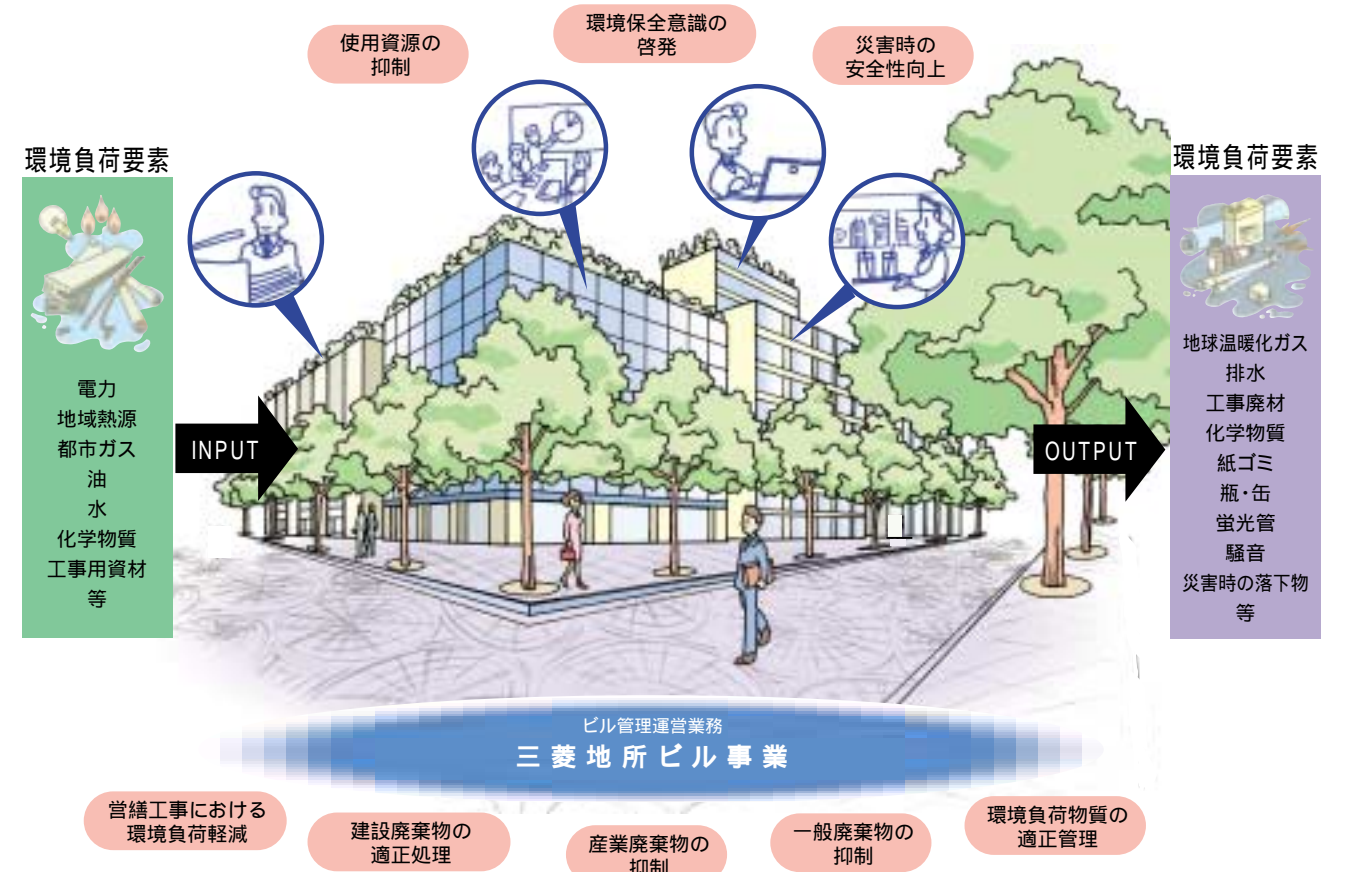 使用資源の
抑制
環境保全意識の
啓発
災害時の
安全性向上
環境負荷要素
電力
地域熱源
都市ガス
油
水
化学物質
工事用資材
等
INPUT
OUTPUT
環境負荷要素
地球温暖化ガス
排水
工事廃材
化学物質
紙ゴミ
瓶・缶
蛍光管
騒音
災害時の落下物
等
ビル管理運営業務
三菱地所ビル事業
営繕工事における
環境負荷軽減
建設廃棄物の
適正処理
産業廃棄物の
抑制
一般廃棄物の
抑制
環境負荷物質の
適正管理